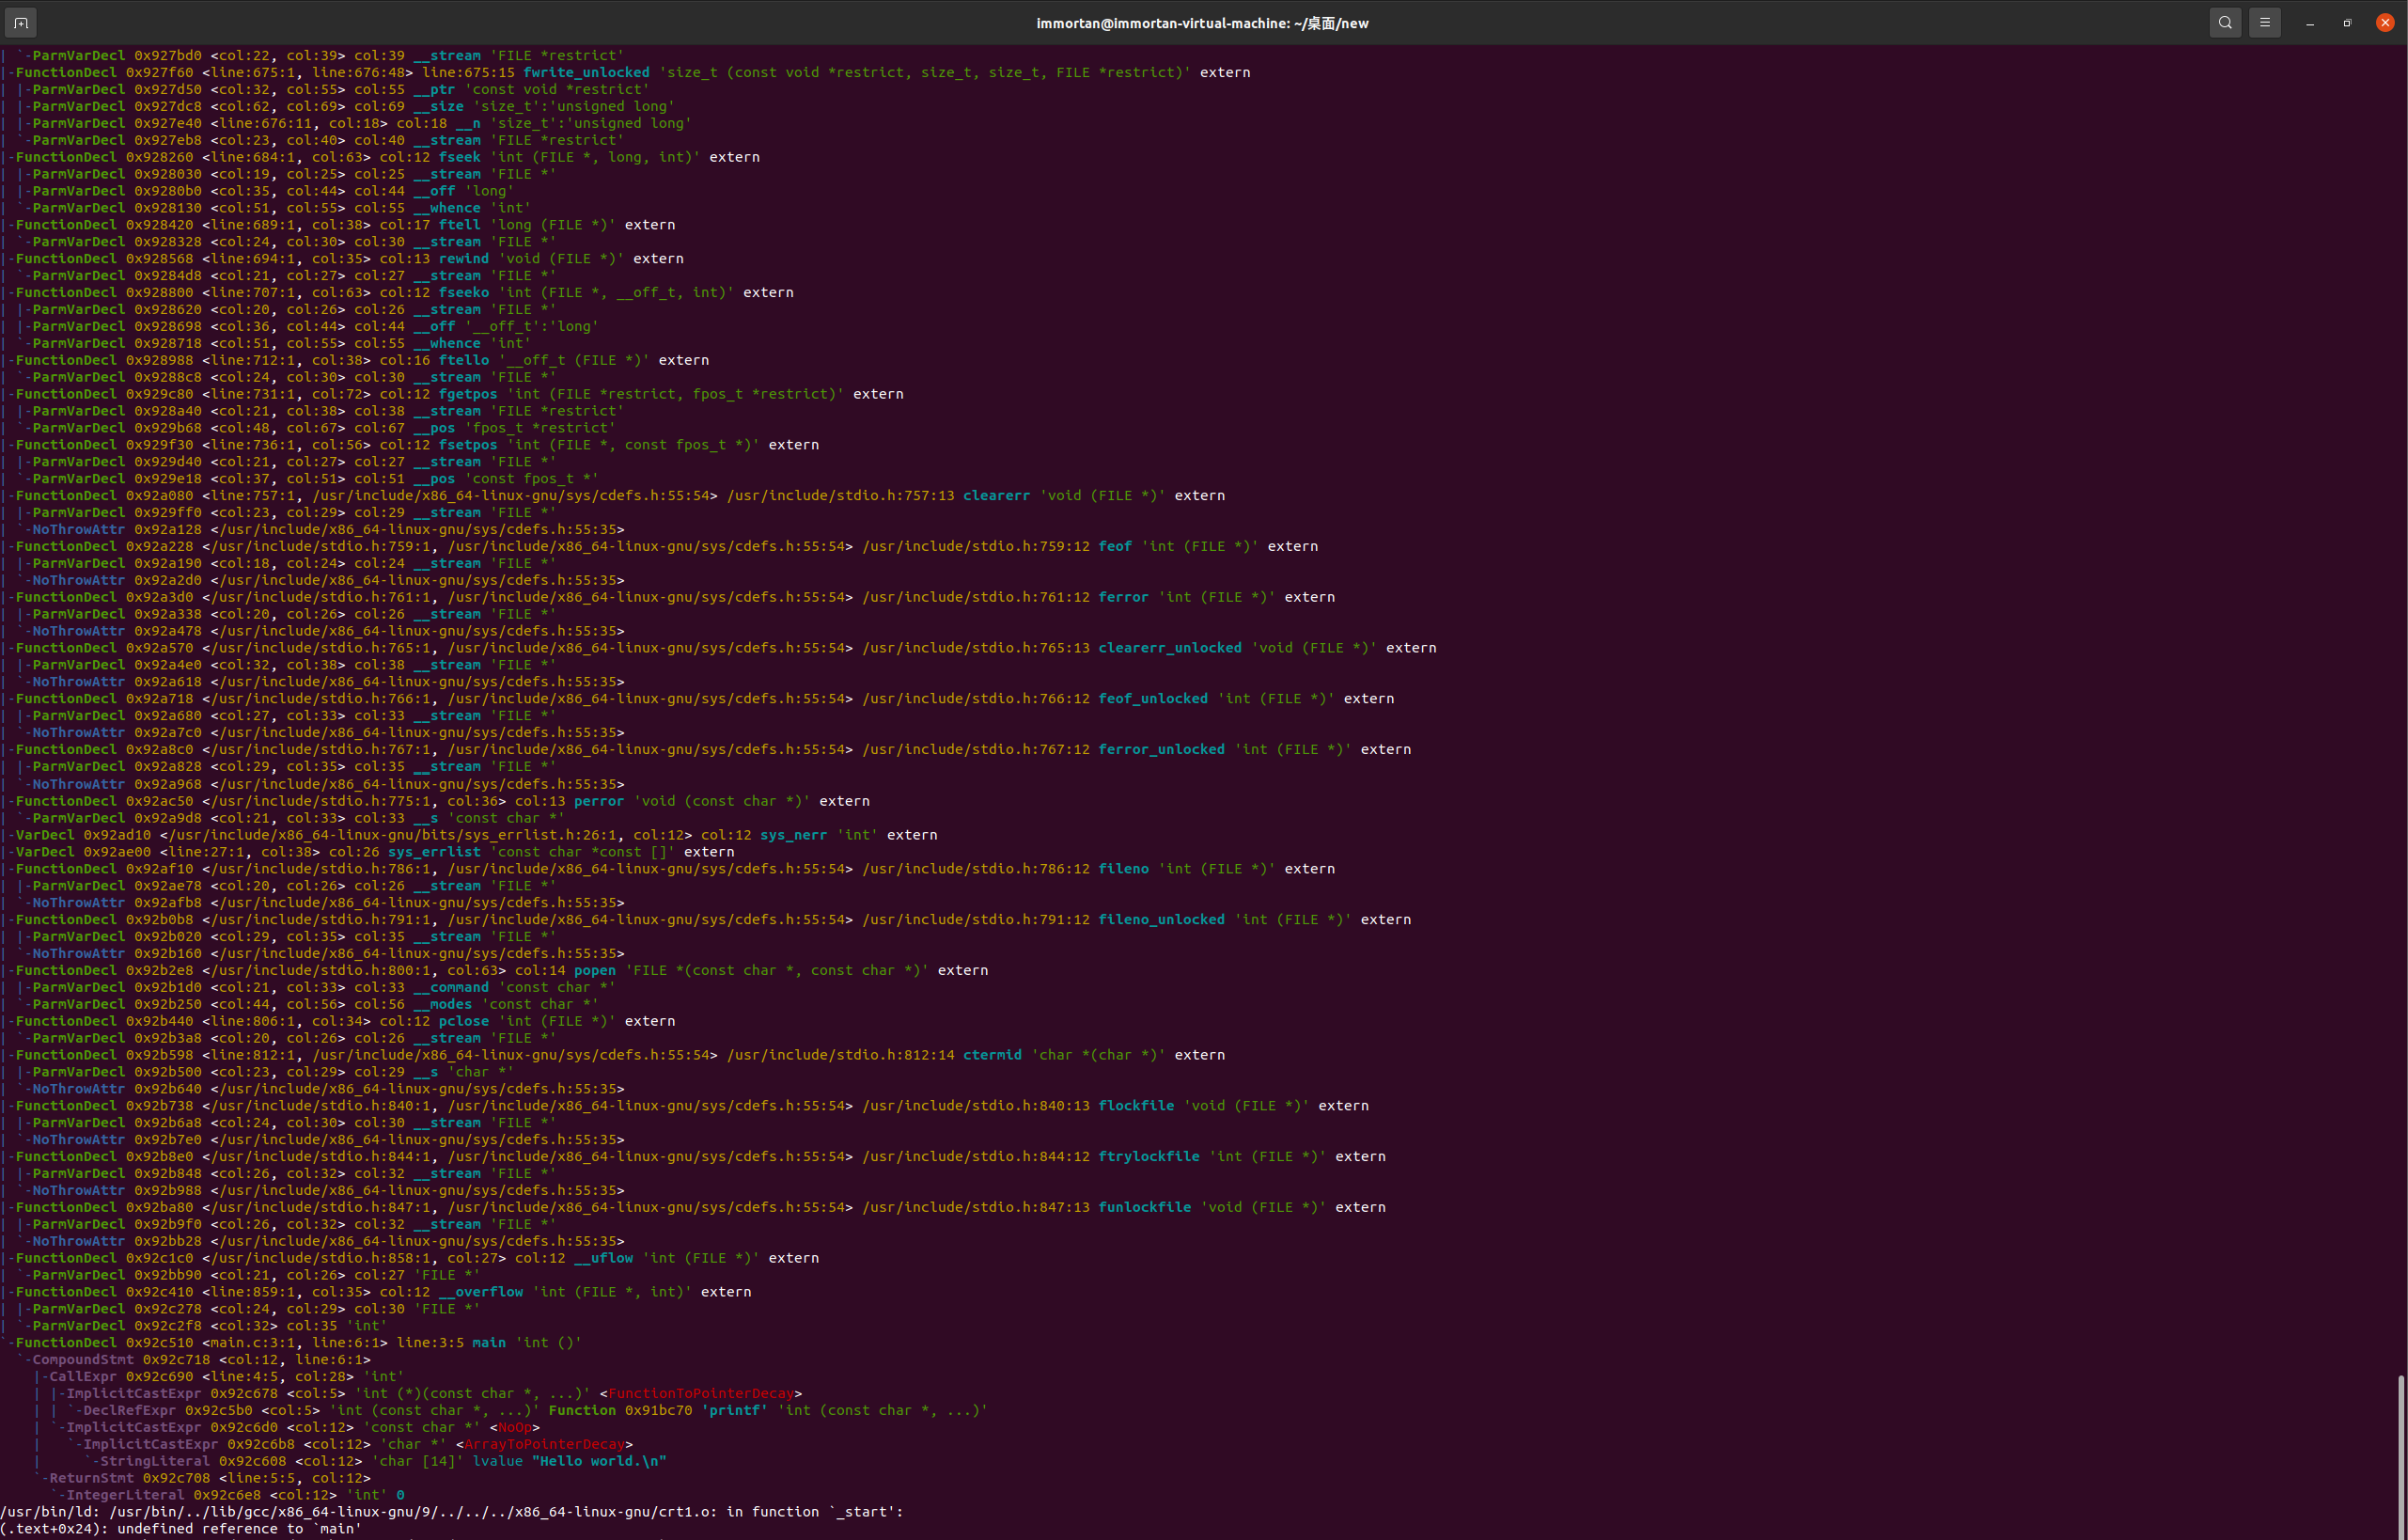 immortan@immortan-virtual-machine: ~/桌面/new
| `-ParmVarDecl 0x927bd0 <col:22, col:39> col:39 __stream 'FILE *restrict'
|-FunctionDecl 0x927f60 <line:675:1, line:676:48> line:675:15 fwrite_unlocked 'size_t (const void *restrict, size_t, size_t, FILE *restrict)' extern
| |-ParmVarDecl 0x927d50 <col:32, col:55> col:55 __ptr 'const void *restrict'
| |-ParmVarDecl 0x927dc8 <col:62, col:69> col:69 __size 'size_t':'unsigned long'
| |-ParmVarDecl 0x927e40 <line:676:11, col:18> col:18 __n 'size_t':'unsigned long'
| `-ParmVarDecl 0x927eb8 <col:23, col:40> col:40 __stream 'FILE *restrict'
|-FunctionDecl 0x928260 <line:684:1, col:63> col:12 fseek 'int (FILE *, long, int)' extern
| |-ParmVarDecl 0x928030 <col:19, col:25> col:25 __stream 'FILE *'
| |-ParmVarDecl 0x9280b0 <col:35, col:44> col:44 __off 'long'
| `-ParmVarDecl 0x928130 <col:51, col:55> col:55 __whence 'int'
|-FunctionDecl 0x928420 <line:689:1, col:38> col:17 ftell 'long (FILE *)' extern
| `-ParmVarDecl 0x928328 <col:24, col:30> col:30 __stream 'FILE *'
|-FunctionDecl 0x928568 <line:694:1, col:35> col:13 rewind 'void (FILE *)' extern
| `-ParmVarDecl 0x9284d8 <col:21, col:27> col:27 __stream 'FILE *'
|-FunctionDecl 0x928800 <line:707:1, col:63> col:12 fseeko 'int (FILE *, __off_t, int)' extern
| |-ParmVarDecl 0x928620 <col:20, col:26> col:26 __stream 'FILE *'
| |-ParmVarDecl 0x928698 <col:36, col:44> col:44 __off '__off_t':'long'
| `-ParmVarDecl 0x928718 <col:51, col:55> col:55 __whence 'int'
|-FunctionDecl 0x928988 <line:712:1, col:38> col:16 ftello '__off_t (FILE *)' extern
| `-ParmVarDecl 0x9288c8 <col:24, col:30> col:30 __stream 'FILE *'
|-FunctionDecl 0x929c80 <line:731:1, col:72> col:12 fgetpos 'int (FILE *restrict, fpos_t *restrict)' extern
| |-ParmVarDecl 0x928a40 <col:21, col:38> col:38 __stream 'FILE *restrict'
| `-ParmVarDecl 0x929b68 <col:48, col:67> col:67 __pos 'fpos_t *restrict'
|-FunctionDecl 0x929f30 <line:736:1, col:56> col:12 fsetpos 'int (FILE *, const fpos_t *)' extern
| |-ParmVarDecl 0x929d40 <col:21, col:27> col:27 __stream 'FILE *'
| `-ParmVarDecl 0x929e18 <col:37, col:51> col:51 __pos 'const fpos_t *'
|-FunctionDecl 0x92a080 <line:757:1, /usr/include/x86_64-linux-gnu/sys/cdefs.h:55:54> /usr/include/stdio.h:757:13 clearerr 'void (FILE *)' extern
| |-ParmVarDecl 0x929ff0 <col:23, col:29> col:29 __stream 'FILE *'
| `-NoThrowAttr 0x92a128 </usr/include/x86_64-linux-gnu/sys/cdefs.h:55:35>
|-FunctionDecl 0x92a228 </usr/include/stdio.h:759:1, /usr/include/x86_64-linux-gnu/sys/cdefs.h:55:54> /usr/include/stdio.h:759:12 feof 'int (FILE *)' extern
| |-ParmVarDecl 0x92a190 <col:18, col:24> col:24 __stream 'FILE *'
| `-NoThrowAttr 0x92a2d0 </usr/include/x86_64-linux-gnu/sys/cdefs.h:55:35>
|-FunctionDecl 0x92a3d0 </usr/include/stdio.h:761:1, /usr/include/x86_64-linux-gnu/sys/cdefs.h:55:54> /usr/include/stdio.h:761:12 ferror 'int (FILE *)' extern
| |-ParmVarDecl 0x92a338 <col:20, col:26> col:26 __stream 'FILE *'
| `-NoThrowAttr 0x92a478 </usr/include/x86_64-linux-gnu/sys/cdefs.h:55:35>
|-FunctionDecl 0x92a570 </usr/include/stdio.h:765:1, /usr/include/x86_64-linux-gnu/sys/cdefs.h:55:54> /usr/include/stdio.h:765:13 clearerr_unlocked 'void (FILE *)' extern
| |-ParmVarDecl 0x92a4e0 <col:32, col:38> col:38 __stream 'FILE *'
| `-NoThrowAttr 0x92a618 </usr/include/x86_64-linux-gnu/sys/cdefs.h:55:35>
|-FunctionDecl 0x92a718 </usr/include/stdio.h:766:1, /usr/include/x86_64-linux-gnu/sys/cdefs.h:55:54> /usr/include/stdio.h:766:12 feof_unlocked 'int (FILE *)' extern
| |-ParmVarDecl 0x92a680 <col:27, col:33> col:33 __stream 'FILE *'
| `-NoThrowAttr 0x92a7c0 </usr/include/x86_64-linux-gnu/sys/cdefs.h:55:35>
|-FunctionDecl 0x92a8c0 </usr/include/stdio.h:767:1, /usr/include/x86_64-linux-gnu/sys/cdefs.h:55:54> /usr/include/stdio.h:767:12 ferror_unlocked 'int (FILE *)' extern
| |-ParmVarDecl 0x92a828 <col:29, col:35> col:35 __stream 'FILE *'
| `-NoThrowAttr 0x92a968 </usr/include/x86_64-linux-gnu/sys/cdefs.h:55:35>
|-FunctionDecl 0x92ac50 </usr/include/stdio.h:775:1, col:36> col:13 perror 'void (const char *)' extern
| `-ParmVarDecl 0x92a9d8 <col:21, col:33> col:33 __s 'const char *'
|-VarDecl 0x92ad10 </usr/include/x86_64-linux-gnu/bits/sys_errlist.h:26:1, col:12> col:12 sys_nerr 'int' extern
|-VarDecl 0x92ae00 <line:27:1, col:38> col:26 sys_errlist 'const char *const []' extern
|-FunctionDecl 0x92af10 </usr/include/stdio.h:786:1, /usr/include/x86_64-linux-gnu/sys/cdefs.h:55:54> /usr/include/stdio.h:786:12 fileno 'int (FILE *)' extern
| |-ParmVarDecl 0x92ae78 <col:20, col:26> col:26 __stream 'FILE *'
| `-NoThrowAttr 0x92afb8 </usr/include/x86_64-linux-gnu/sys/cdefs.h:55:35>
|-FunctionDecl 0x92b0b8 </usr/include/stdio.h:791:1, /usr/include/x86_64-linux-gnu/sys/cdefs.h:55:54> /usr/include/stdio.h:791:12 fileno_unlocked 'int (FILE *)' extern
| |-ParmVarDecl 0x92b020 <col:29, col:35> col:35 __stream 'FILE *'
| `-NoThrowAttr 0x92b160 </usr/include/x86_64-linux-gnu/sys/cdefs.h:55:35>
|-FunctionDecl 0x92b2e8 </usr/include/stdio.h:800:1, col:63> col:14 popen 'FILE *(const char *, const char *)' extern
| |-ParmVarDecl 0x92b1d0 <col:21, col:33> col:33 __command 'const char *'
| `-ParmVarDecl 0x92b250 <col:44, col:56> col:56 __modes 'const char *'
|-FunctionDecl 0x92b440 <line:806:1, col:34> col:12 pclose 'int (FILE *)' extern
| `-ParmVarDecl 0x92b3a8 <col:20, col:26> col:26 __stream 'FILE *'
|-FunctionDecl 0x92b598 <line:812:1, /usr/include/x86_64-linux-gnu/sys/cdefs.h:55:54> /usr/include/stdio.h:812:14 ctermid 'char *(char *)' extern
| |-ParmVarDecl 0x92b500 <col:23, col:29> col:29 __s 'char *'
| `-NoThrowAttr 0x92b640 </usr/include/x86_64-linux-gnu/sys/cdefs.h:55:35>
|-FunctionDecl 0x92b738 </usr/include/stdio.h:840:1, /usr/include/x86_64-linux-gnu/sys/cdefs.h:55:54> /usr/include/stdio.h:840:13 flockfile 'void (FILE *)' extern
| |-ParmVarDecl 0x92b6a8 <col:24, col:30> col:30 __stream 'FILE *'
| `-NoThrowAttr 0x92b7e0 </usr/include/x86_64-linux-gnu/sys/cdefs.h:55:35>
|-FunctionDecl 0x92b8e0 </usr/include/stdio.h:844:1, /usr/include/x86_64-linux-gnu/sys/cdefs.h:55:54> /usr/include/stdio.h:844:12 ftrylockfile 'int (FILE *)' extern
| |-ParmVarDecl 0x92b848 <col:26, col:32> col:32 __stream 'FILE *'
| `-NoThrowAttr 0x92b988 </usr/include/x86_64-linux-gnu/sys/cdefs.h:55:35>
|-FunctionDecl 0x92ba80 </usr/include/stdio.h:847:1, /usr/include/x86_64-linux-gnu/sys/cdefs.h:55:54> /usr/include/stdio.h:847:13 funlockfile 'void (FILE *)' extern
| |-ParmVarDecl 0x92b9f0 <col:26, col:32> col:32 __stream 'FILE *'
| `-NoThrowAttr 0x92bb28 </usr/include/x86_64-linux-gnu/sys/cdefs.h:55:35>
|-FunctionDecl 0x92c1c0 </usr/include/stdio.h:858:1, col:27> col:12 __uflow 'int (FILE *)' extern
| `-ParmVarDecl 0x92bb90 <col:21, col:26> col:27 'FILE *'
|-FunctionDecl 0x92c410 <line:859:1, col:35> col:12 __overflow 'int (FILE *, int)' extern
| |-ParmVarDecl 0x92c278 <col:24, col:29> col:30 'FILE *'
| `-ParmVarDecl 0x92c2f8 <col:32> col:35 'int'
`-FunctionDecl 0x92c510 <main.c:3:1, line:6:1> line:3:5 main 'int ()'
  `-CompoundStmt 0x92c718 <col:12, line:6:1>
    |-CallExpr 0x92c690 <line:4:5, col:28> 'int'
    | |-ImplicitCastExpr 0x92c678 <col:5> 'int (*)(const char *, ...)' <FunctionToPointerDecay>
    | | `-DeclRefExpr 0x92c5b0 <col:5> 'int (const char *, ...)' Function 0x91bc70 'printf' 'int (const char *, ...)'
    | `-ImplicitCastExpr 0x92c6d0 <col:12> 'const char *' <NoOp>
    |   `-ImplicitCastExpr 0x92c6b8 <col:12> 'char *' <ArrayToPointerDecay>
    |     `-StringLiteral 0x92c608 <col:12> 'char [14]' lvalue "Hello world.\n"
    `-ReturnStmt 0x92c708 <line:5:5, col:12>
      `-IntegerLiteral 0x92c6e8 <col:12> 'int' 0
/usr/bin/ld: /usr/bin/../lib/gcc/x86_64-linux-gnu/9/../../../x86_64-linux-gnu/crt1.o: in function `_start':
(.text+0x24): undefined reference to `main'